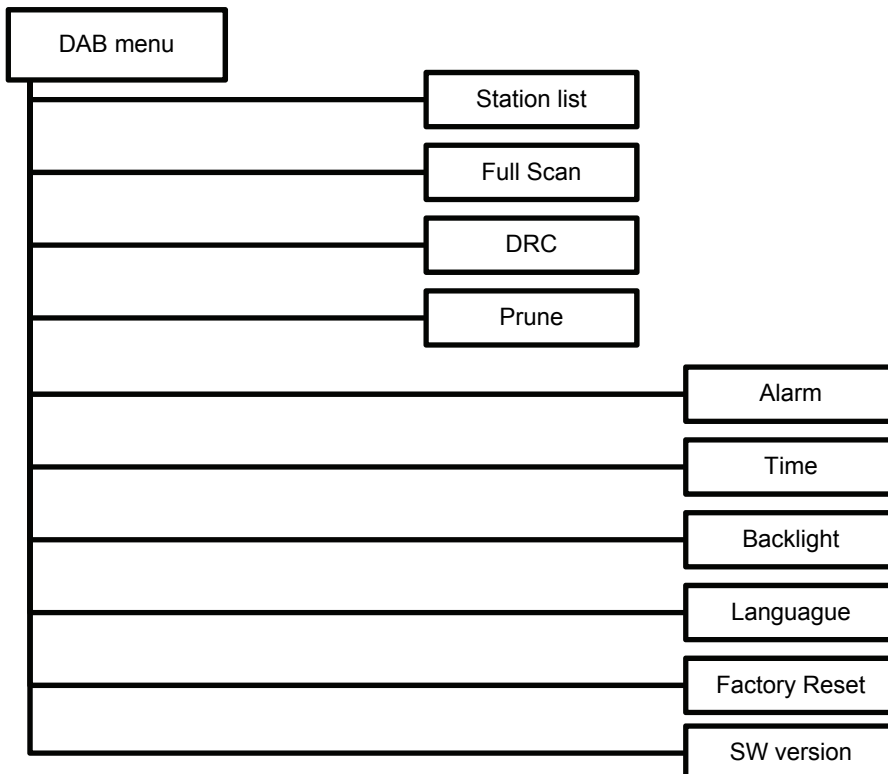 DAB menu
Station list
Full Scan
DRC
Prune
Alarm
Time
Backlight
Languague
Factory Reset
SW version